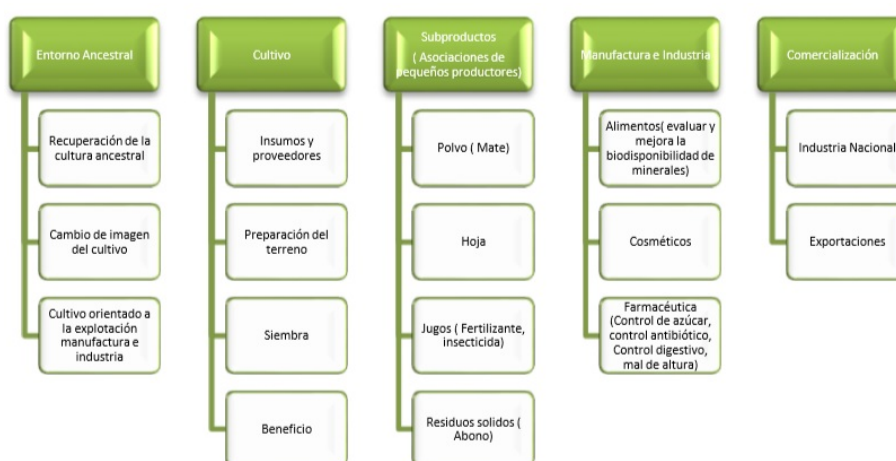 Entorno Ancestral
Recuperación de la
cultura ancestral
Cambio de imagen
del cultivo
Cultivo orientado a
la explotación
manufactura e
industria
Cultivo
Insumos y
proveedores
Preparación del
terreno
Siembra
Beneficio
Subproductos
( Asociaciones de
pequeños productores)
Polvo ( Mate)
Hoja
Jugos ( Fertilizante,
insecticida)
Residuos solidos (
Abono)
Manufactura e Industria
Alimentos( evaluar y
mejora la
biodisponibilidad de
minerales)
Cosméticos
Farmacéutica
(Control de azúcar,
control antibiótico,
Control digestivo,
mal de altura)
Comercialización
Industria Nacional
Exportaciones